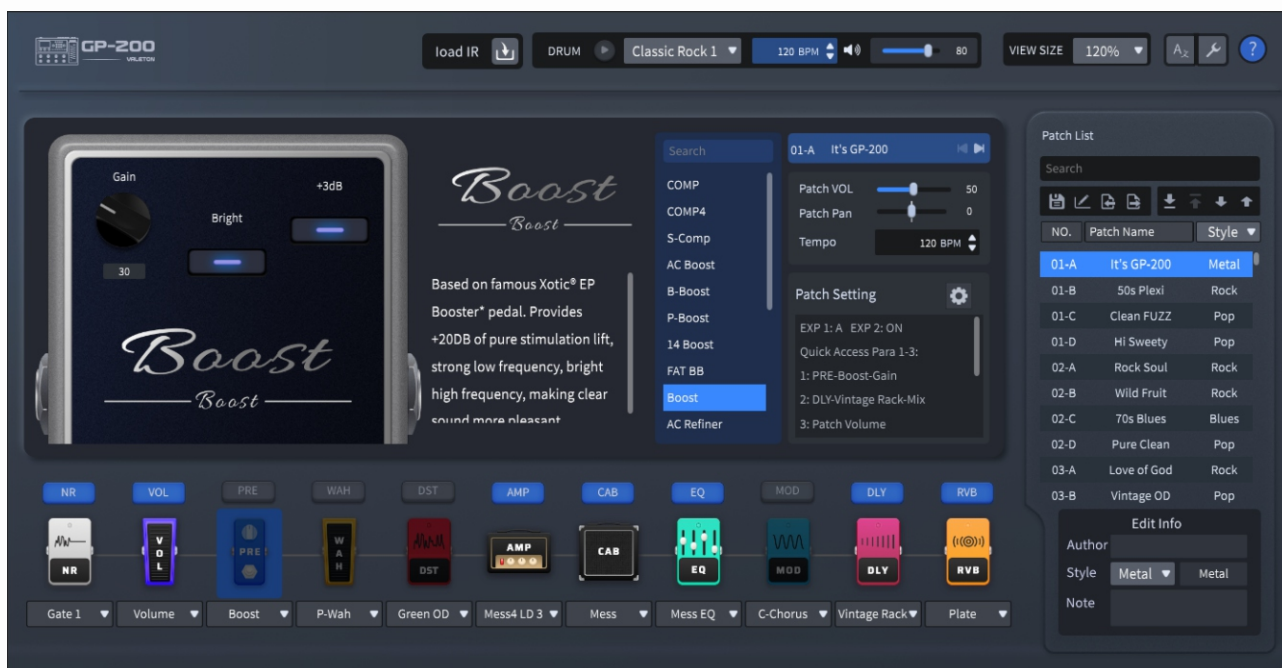 GP-200
VALETON
load IR
DRUM
Classic Rock 1
120 BPM
80
VIEW SIZE
120%
Az
?
Gain
+3dB
Bright
30
Boost
Boost
Boost
Boost
Based on famous Xotic® EP
Booster* pedal. Provides
+20DB of pure stimulation lift,
strong low frequency, bright
high frequency, making clear
sound more pleasant
Search
COMP
COMP4
S-Comp
AC Boost
B-Boost
P-Boost
14 Boost
FAT BB
Boost
AC Refiner
01-A It's GP-200
Patch VOL 50
Patch Pan 0
Tempo 120 BPM
Patch Setting
EXP 1: A EXP 2: ON
Quick Access Para 1-3:
1: PRE-Boost-Gain
2: DLY-Vintage Rack-Mix
3: Patch Volume
Patch List
Search
NO. Patch Name Style
01-A It's GP-200 Metal
01-B 50s Plexi Rock
01-C Clean FUZZ Pop
01-D Hi Sweety Pop
02-A Rock Soul Rock
02-B Wild Fruit Rock
02-C 70s Blues Blues
02-D Pure Clean Pop
03-A Love of God Rock
03-B Vintage OD Pop
Edit Info
Author
Style Metal Metal
Note
NR VOL PRE WAH DST AMP CAB EQ MOD DLY RVB
NR VOL PRE WAH DST AMP CAB EQ MOD DLY RVB
Gate 1 Volume Boost P-Wah Green OD Mess4 LD 3 Mess Mess EQ C-Chorus Vintage Rack Plate